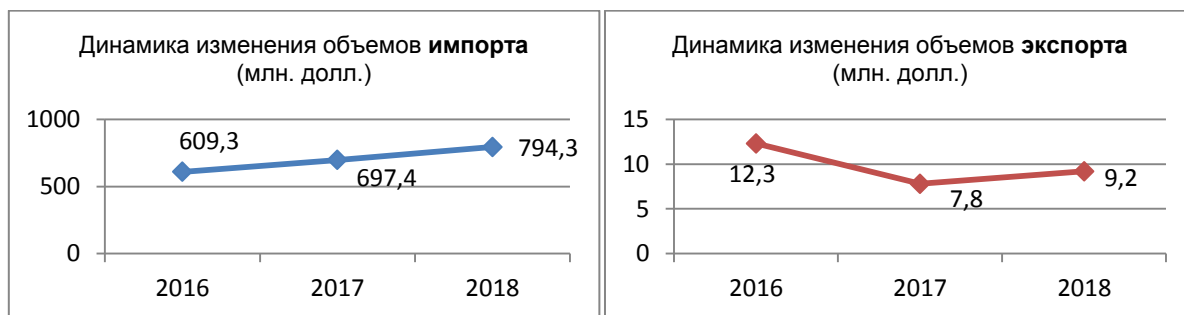 Динамика изменения объемов импорта
(млн. долл.)
1000
500
0
609,3
697,4
794,3
2016 2017 2018
Динамика изменения объемов экспорта
(млн. долл.)
15
10
5
0
12,3
7,8
9,2
2016 2017 2018